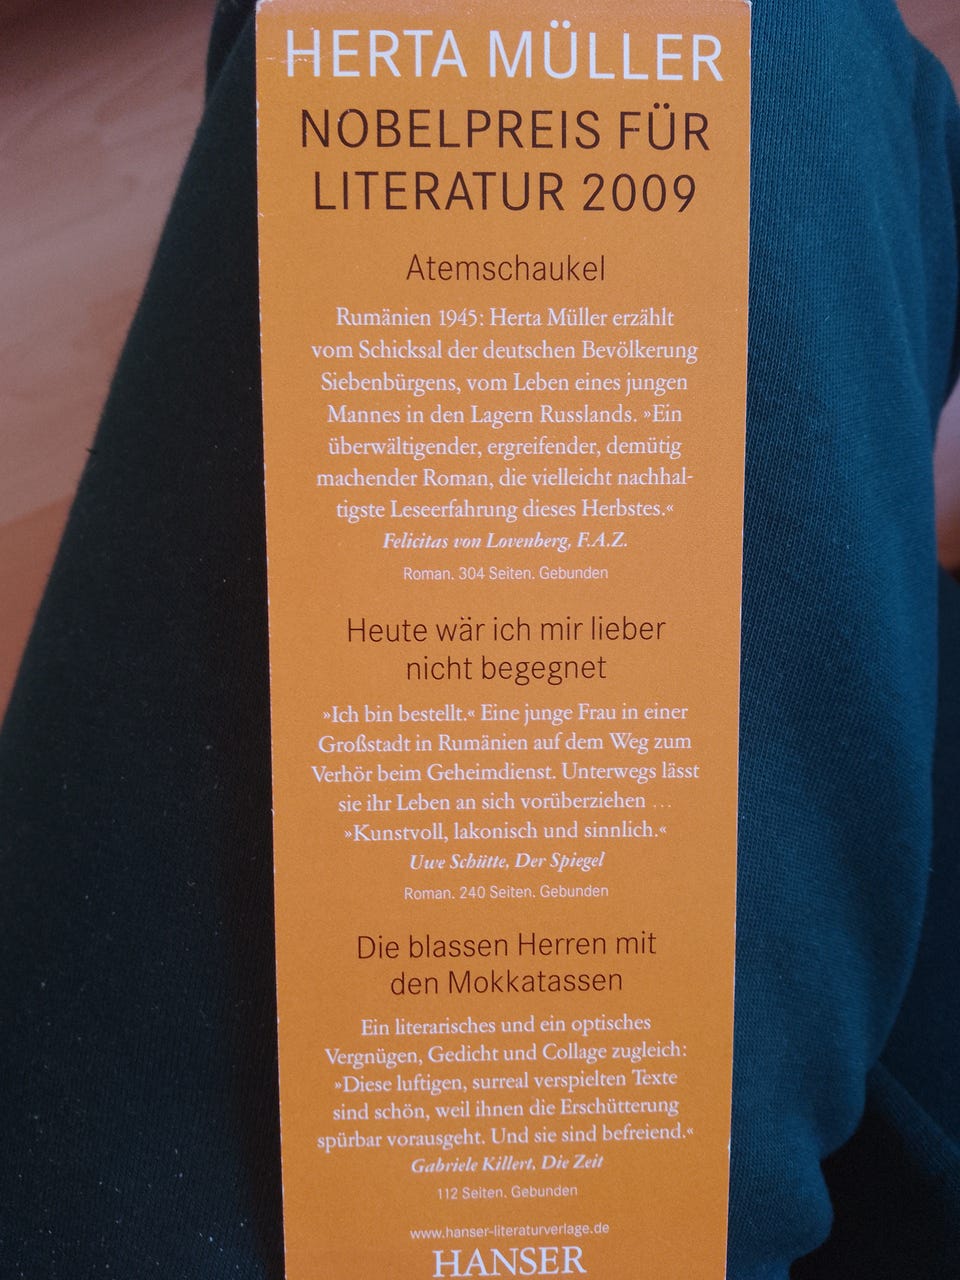 HERTA MÜLLER
NOBELPREIS FÜR
LITERATUR 2009
Atemschaukel
Rumänien 1945: Herta Müller erzählt
vom Schicksal der deutschen Bevölkerung
Siebenbürgens, vom Leben eines jungen
Mannes in den Lagern Russlands. »Ein
überwältigender, ergreifender, demütig
machender Roman, die vielleicht nachhal-
tigste Leseerfahrung dieses Herbstes.«
Felicitas von Lovenberg, F.A.Z.
Roman. 304 Seiten. Gebunden
Heute wär ich mir lieber
nicht begegnet
»Ich bin bestellt.« Eine junge Frau in einer
Großstadt in Rumänien auf dem Weg zum
Verhör beim Geheimdienst. Unterwegs lässt
sie ihr Leben an sich vorüberziehen …
»Kunstvoll, lakonisch und sinnlich.«
Uwe Schütte, Der Spiegel
Roman. 240 Seiten. Gebunden
Die blassen Herren mit
den Mokkatassen
Ein literarisches und ein optisches
Vergnügen, Gedicht und Collage zugleich:
»Diese luftigen, surreal verspielten Texte
sind schön, weil ihnen die Erschütterung
spürbar vorausgeht. Und sie sind befreiend.«
Gabriele Killert, Die Zeit
112 Seiten. Gebunden
www.hanser-literaturverlage.de
HANSER